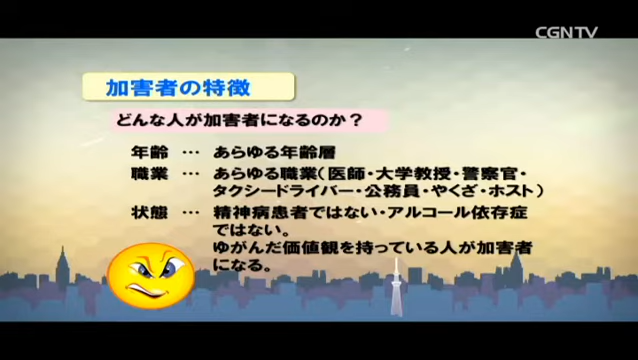 CGNTV
加害者の特徴
どんな人が加害者になるのか？
年齢 … あらゆる年齢層
職業 … あらゆる職業(医師・大学教授・警察官・
タクシードライバー・公務員・やくざ・ホスト)
状態 … 精神病患者ではない・アルコール依存症
ではない。
ゆがんだ価値観を持っている人が加害者
になる。